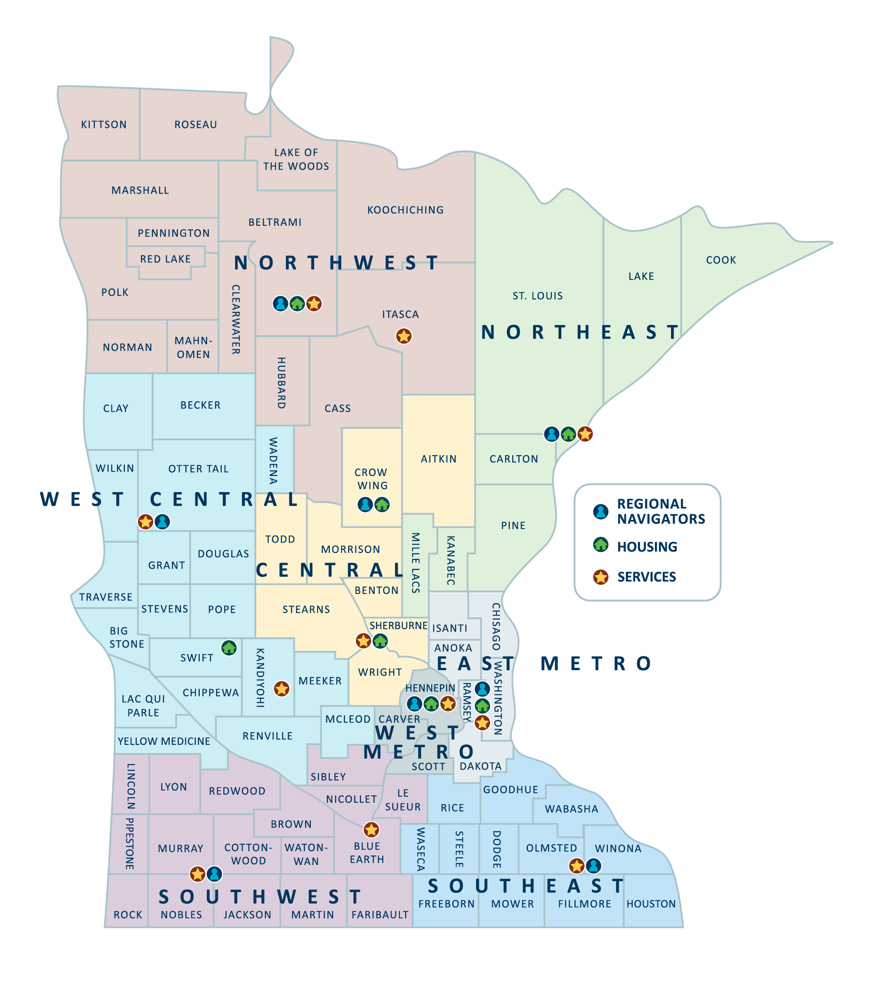 KITTSON
ROSEAU
LAKE OF
THE WOODS
MARSHALL
KOOCHICHING
BELTRAMI
PENNINGTON
RED LAKE
NORTHWEST
COOK
LAKE
POLK
CLEARWATER
ST. LOUIS
ITASCA
NORTHEAST
NORMAN
MAHN-
OMEN
HUBBARD
CLAY
BECKER
CASS
WADENA
AITKIN
CARLTON
WILKIN
OTTER TAIL
CROW
WING
WEST CENTRAL
REGIONAL
NAVIGATORS
HOUSING
SERVICES
PINE
TODD
MORRISON
MILLE LACS
KANABEC
DOUGLAS
GRANT
CENTRAL
BENTON
TRAVERSE
STEVENS
POPE
STEARNS
SHERBURNE
ISANTI
CHISAGO
BIG
STONE
ANOKA
SWIFT
KANDIYOHI
EAST METRO
WRIGHT
MEEKER
HENNEPIN
RAMSEY
WASHINGTON
CHIPPEWA
LAC QUI
PARLE
MCLEOD
CARVER
WEST
METRO
RENVILLE
YELLOW MEDICINE
SCOTT
DAKOTA
SIBLEY
LINCOLN
LYON
REDWOOD
NICOLLET
LE
SUEUR
RICE
GOODHUE
WABASHA
BROWN
PIPESTONE
MURRAY
COTTON-
WOOD
WATON-
WAN
BLUE
EARTH
WASECA
STEELE
DODGE
OLMSTED
WINONA
SOUTHWEST
SOUTHEAST
ROCK
NOBLES
JACKSON
MARTIN
FARIBAULT
FREEBORN
MOWER
FILLMORE
HOUSTON